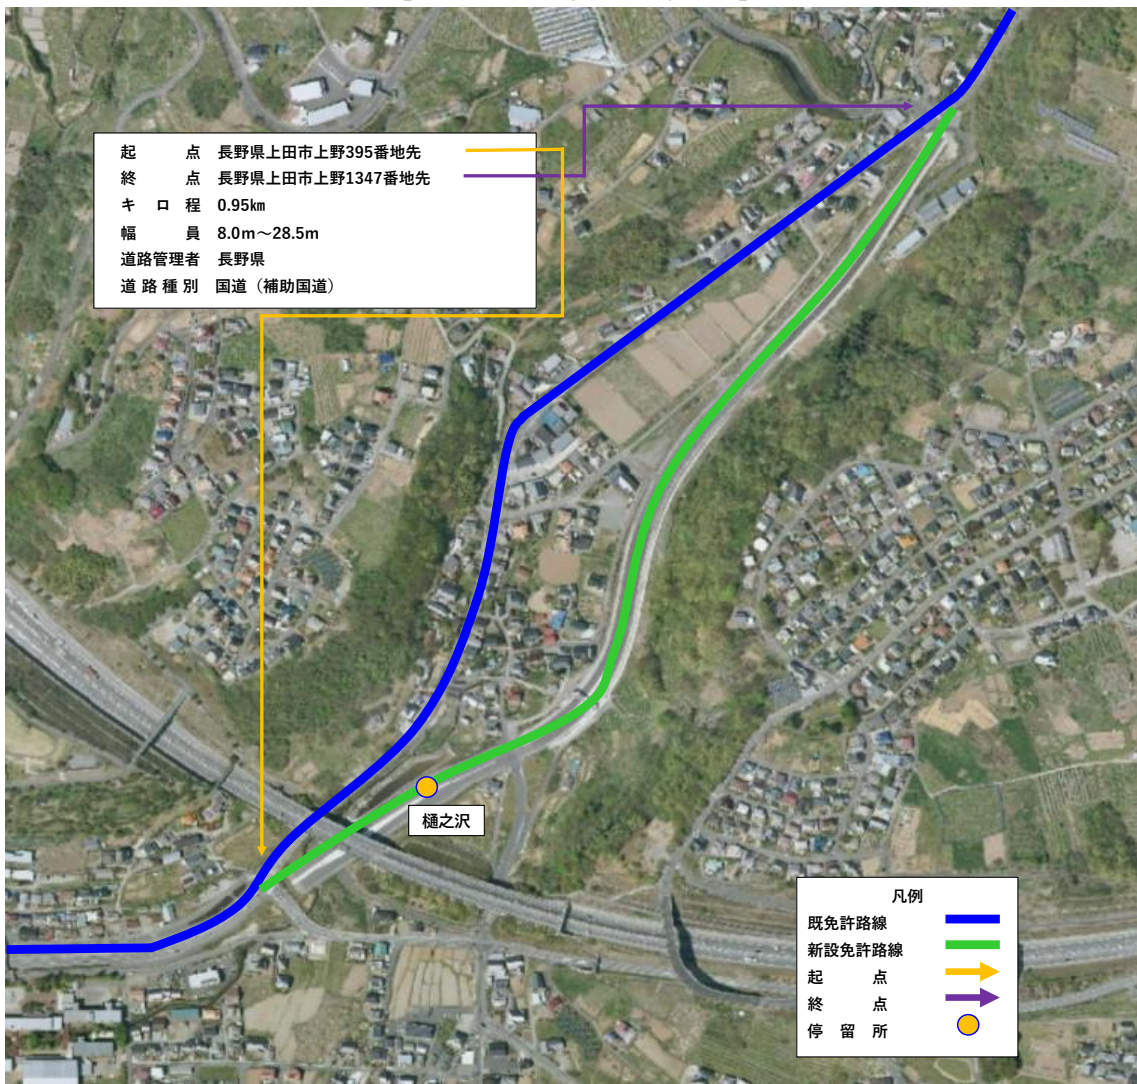 起　　　点　長野県上田市上野395番地先
終　　　点　長野県上田市上野1347番地先
キ　ロ　程　0.95㎞
幅　　　員　8.0m～28.5m
道路管理者　長野県
道 路 種 別　国道（補助国道）
樋之沢
凡例
既免許路線
新設免許路線
起　　　点
終　　　点
停　留　所